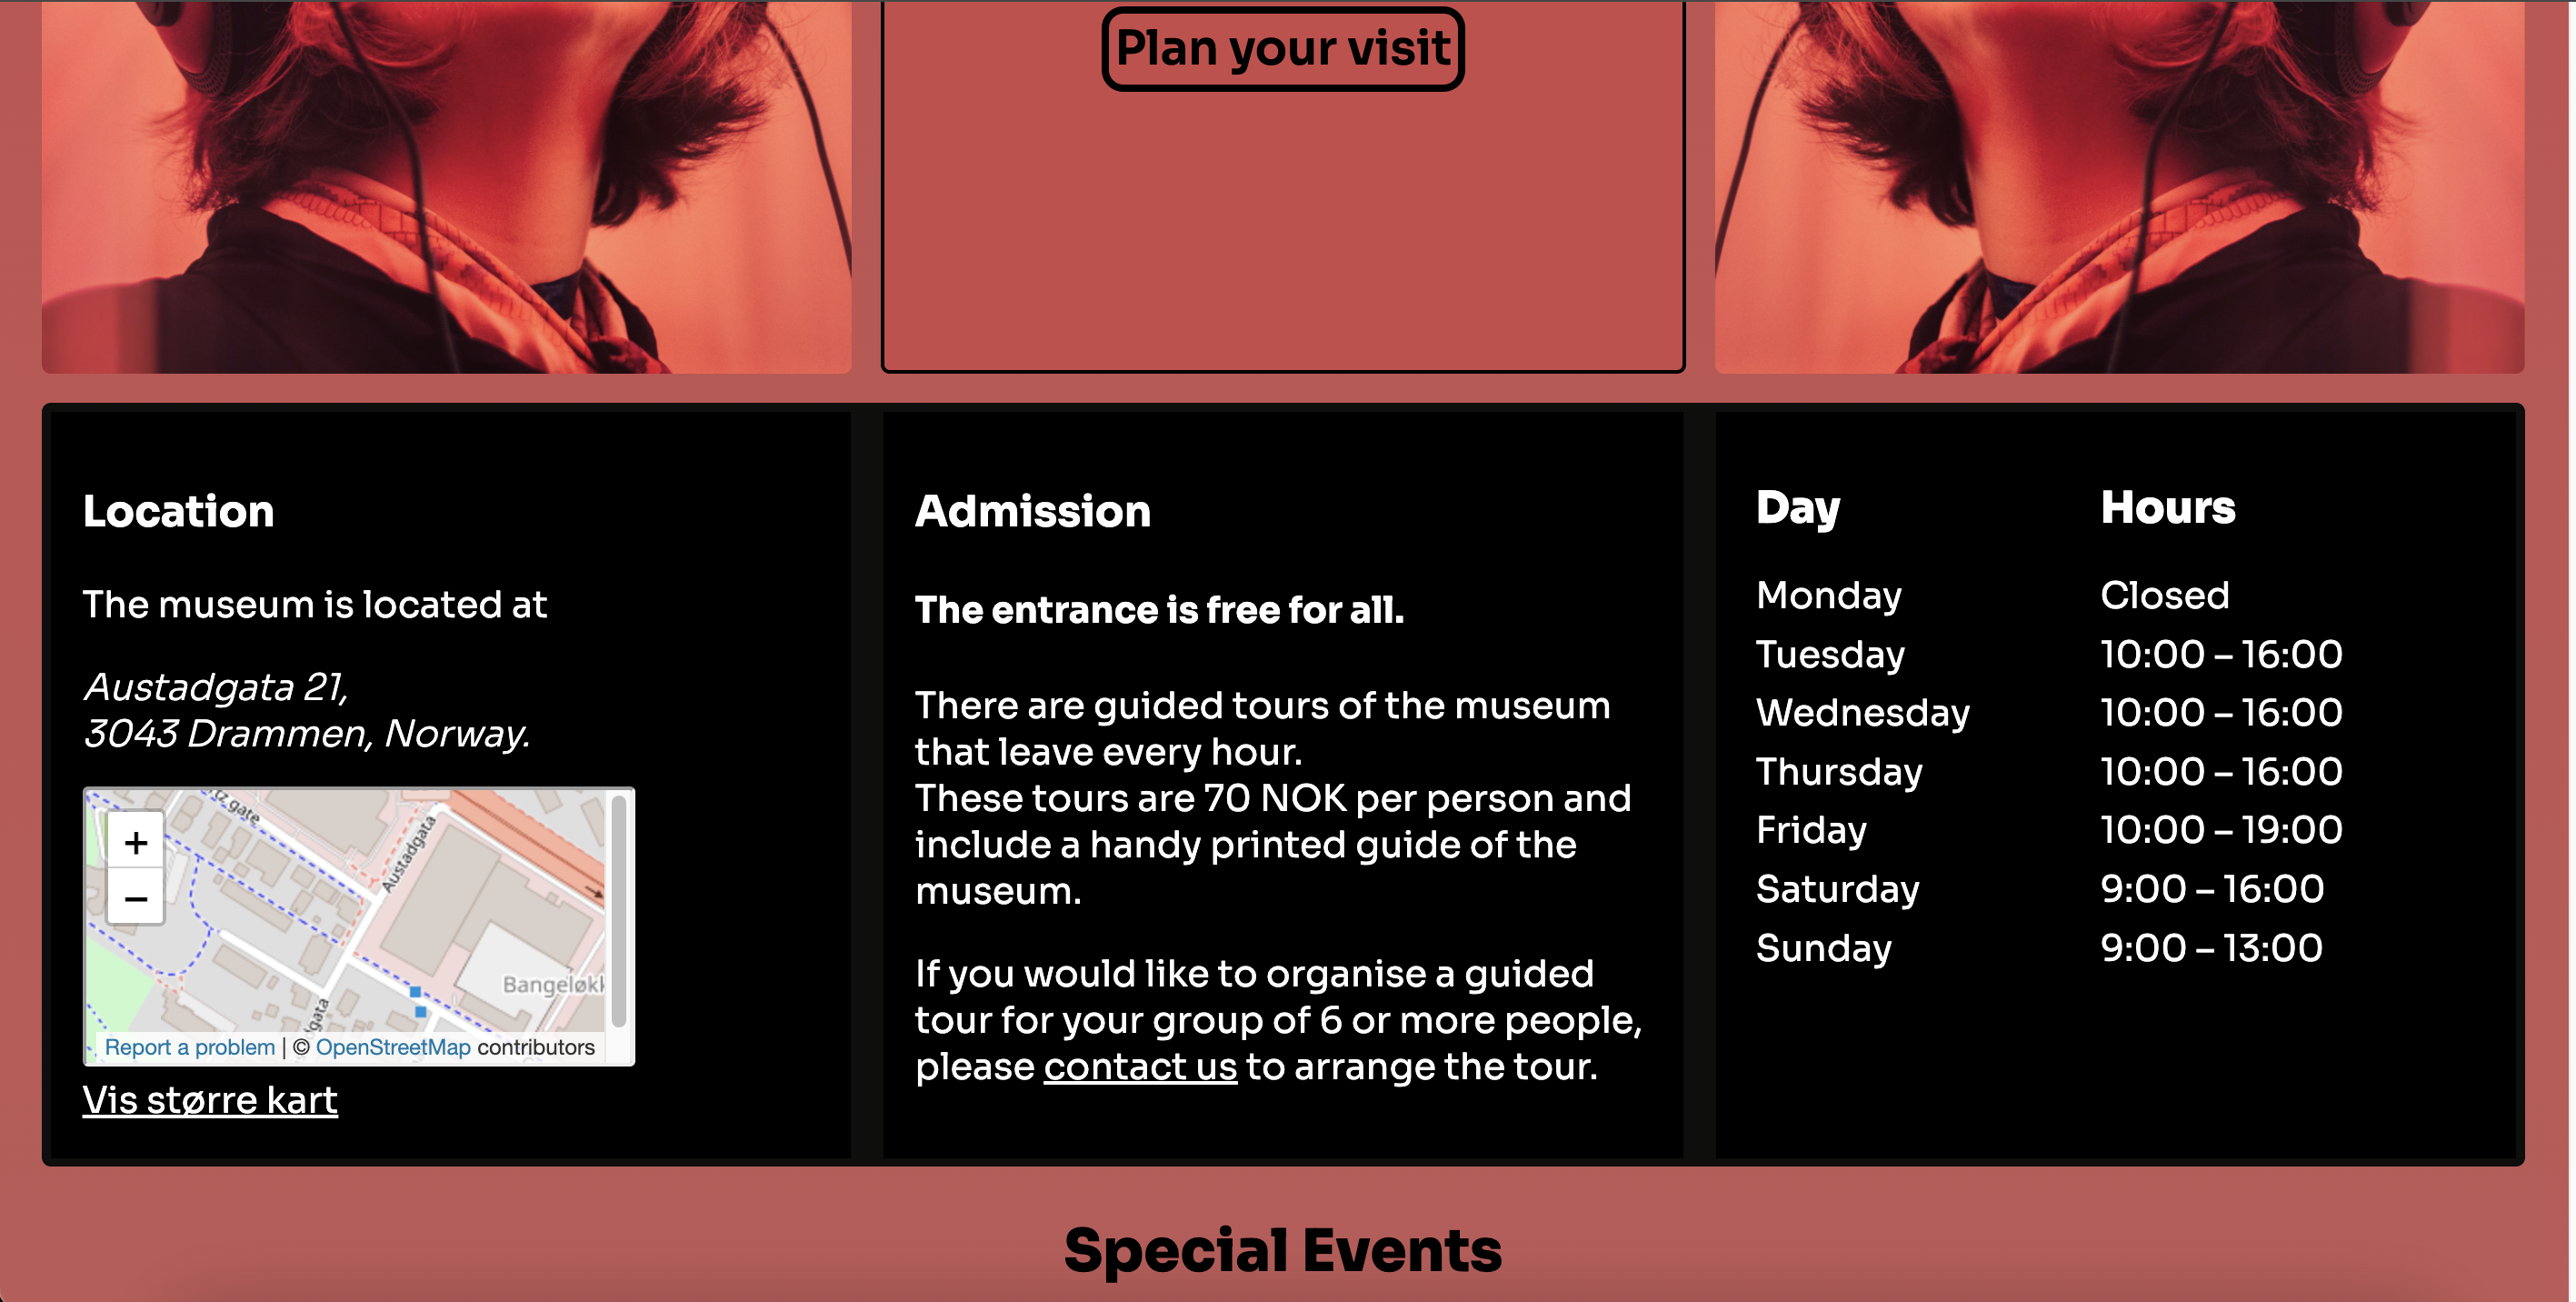 Plan your visit
Location
The museum is located at
Austadgata 21,
3043 Drammen, Norway.
tz gate
Austadgata
Bangeløkk
dgata
+
−
Report a problem | © OpenStreetMap contributors
Vis større kart
Admission
The entrance is free for all.
There are guided tours of the museum
that leave every hour.
These tours are 70 NOK per person and
include a handy printed guide of the
museum.
If you would like to organise a guided
tour for your group of 6 or more people,
please contact us to arrange the tour.
Day Hours
Monday Closed
Tuesday 10:00 – 16:00
Wednesday 10:00 – 16:00
Thursday 10:00 – 16:00
Friday 10:00 – 19:00
Saturday 9:00 – 16:00
Sunday 9:00 – 13:00
Special Events